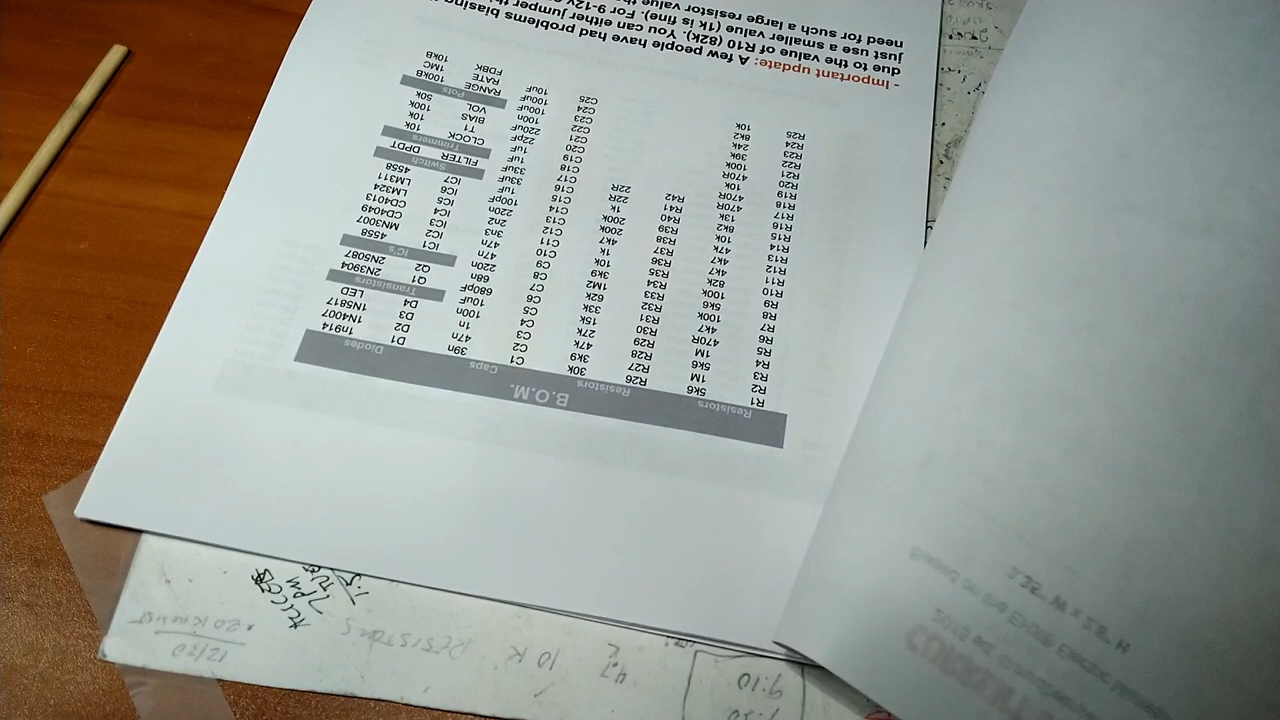 B.O.M.
Resistors Resistors Caps Diodes
R1 5k6
R2 1M
R3 5k6
R4 1M
R5 470R
R6 4k7
R7 100k
R8 5k6
R9 100k
R10 82k
R11 4k7
R12 4k7
R13 47k
R14 10k
R15 8k2
R16 13k
R17 470R
R18 470R
R19 10k
R20 470R
R21 100k
R22 39k
R23 24k
R24 8k2
R25 10k
R26 30k
R27 3k9
R28 47k
R29 27k
R30 15k
R31 33k
R32 62k
R33 1M2
R34 3k9
R35 10k
R36 1k
R37 4k7
R38 200k
R39 200k
R40 1k
R41 22R
R42 22R
C1 39n
C2 47n
C3 1n
C4 100n
C5 10uF
C6 680pF
C7 68n
C8 220n
C9 47n
C10 47n
C11 3n3
C12 2n2
C13 220n
C14 100pF
C15 1uF
C16 33uF
C17 33uF
C18 1uF
C19 1uF
C20 22pF
C21 220uF
C22 100n
C23
C24 100uF
C25 10uF
D1 1n914
D2 1N4007
D3 1N5817
D4 LED
Transistors
Q1 2N3904
Q2 2N5087
IC's
IC1 4558
IC2 MN3007
IC3 CD4049
IC4 CD4013
IC5 LM324
IC6 LM311
IC7 4558
Switch
FILTER DPDT
Trimmers
CLOCK 10k
T1 10k
BIAS 100k
VOL 50k
Pots
RANGE 100kB
RATE 1MC
FDBK 10kB
- Important update: A few people have had problems biasing
due to the value of R10 (82k). You can either jumper
just use a smaller value (1k is fine). For 9-12v
need for such a large resistor value
9:10
4.7
10 K
RESISTORS
7 PM
12/20